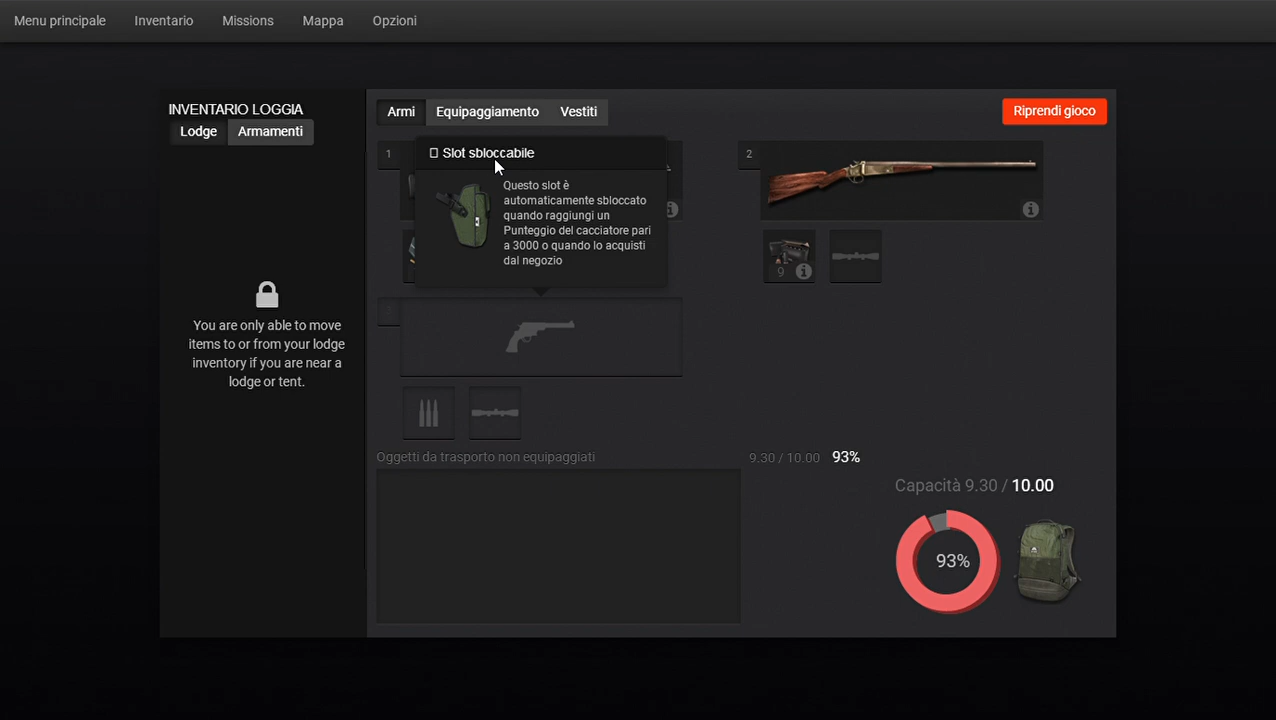 Menu principale Inventario Missions Mappa Opzioni
INVENTARIO LOGGIA
Lodge Armamenti
You are only able to move
items to or from your lodge
inventory if you are near a
lodge or tent.
Armi Equipaggiamento Vestiti
Riprendi gioco
1
Slot sbloccabile
Questo slot è
automaticamente sbloccato
quando raggiungi un
Punteggio del cacciatore pari
a 3000 o quando lo acquisti
dal negozio
2
9
Oggetti da trasporto non equipaggiati
9.30 / 10.00 93%
Capacità 9.30 / 10.00
93%